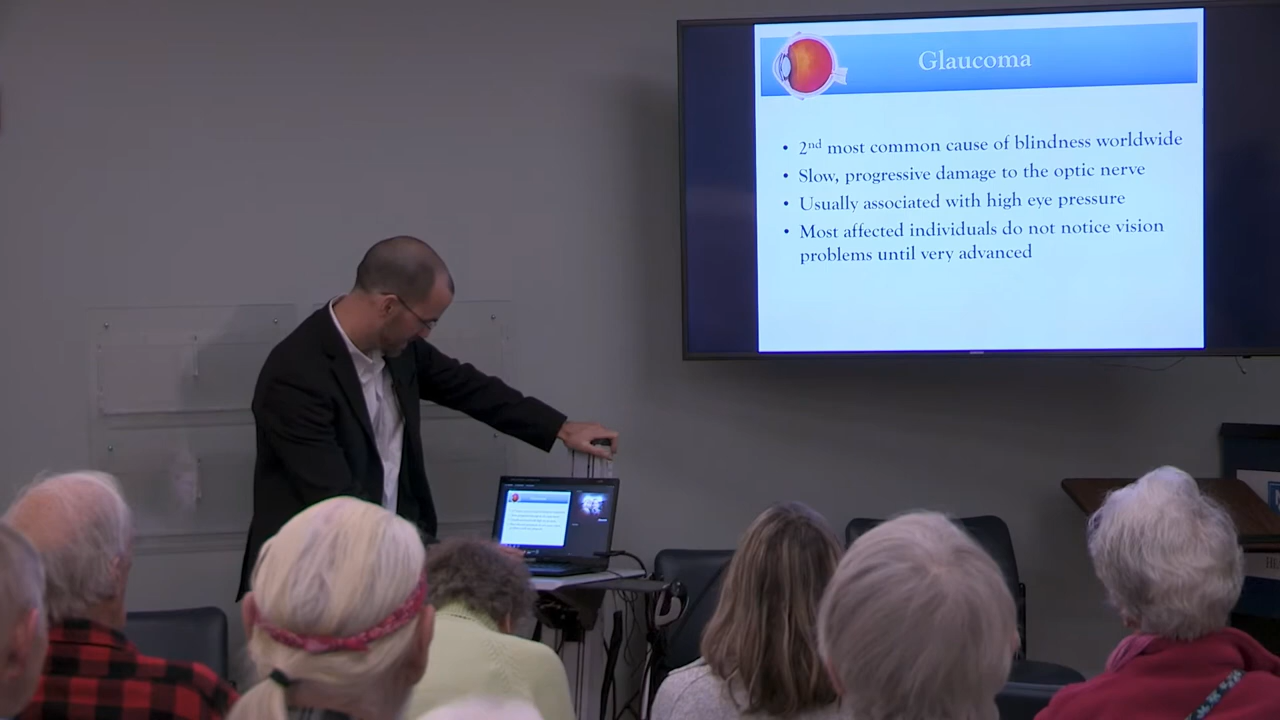 Glaucoma
• 2nd most common cause of blindness worldwide
• Slow, progressive damage to the optic nerve
• Usually associated with high eye pressure
• Most affected individuals do not notice vision
problems until very advanced